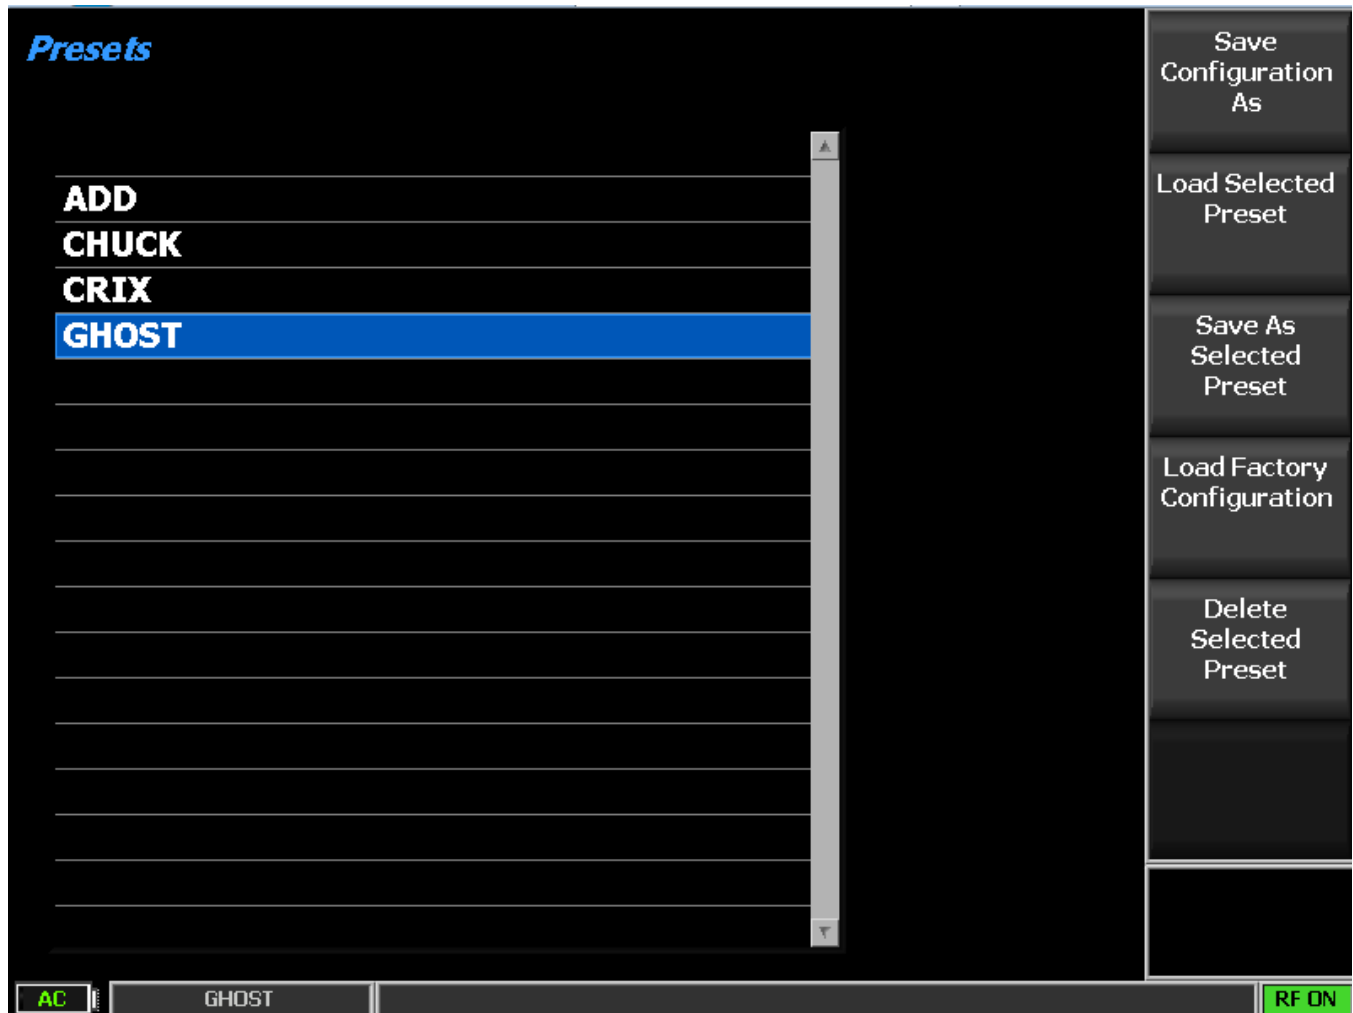 Presets
ADD
CHUCK
CRIX
GHOST
Save
Configuration
As
Load Selected
Preset
Save As
Selected
Preset
Load Factory
Configuration
Delete
Selected
Preset
AC
GHOST
RF ON